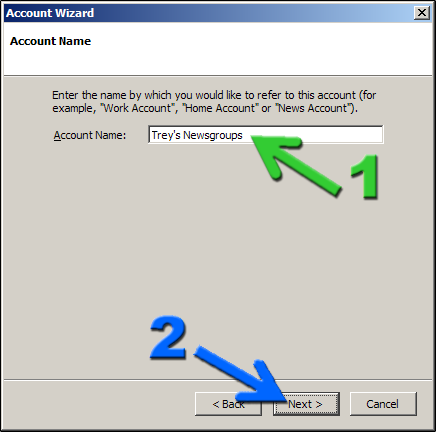 Account Wizard
Account Name
Enter the name by which you would like to refer to this account (for
example, "Work Account", "Home Account" or "News Account").
Account Name: Trey's Newsgroups
1
2
< Back Next > Cancel